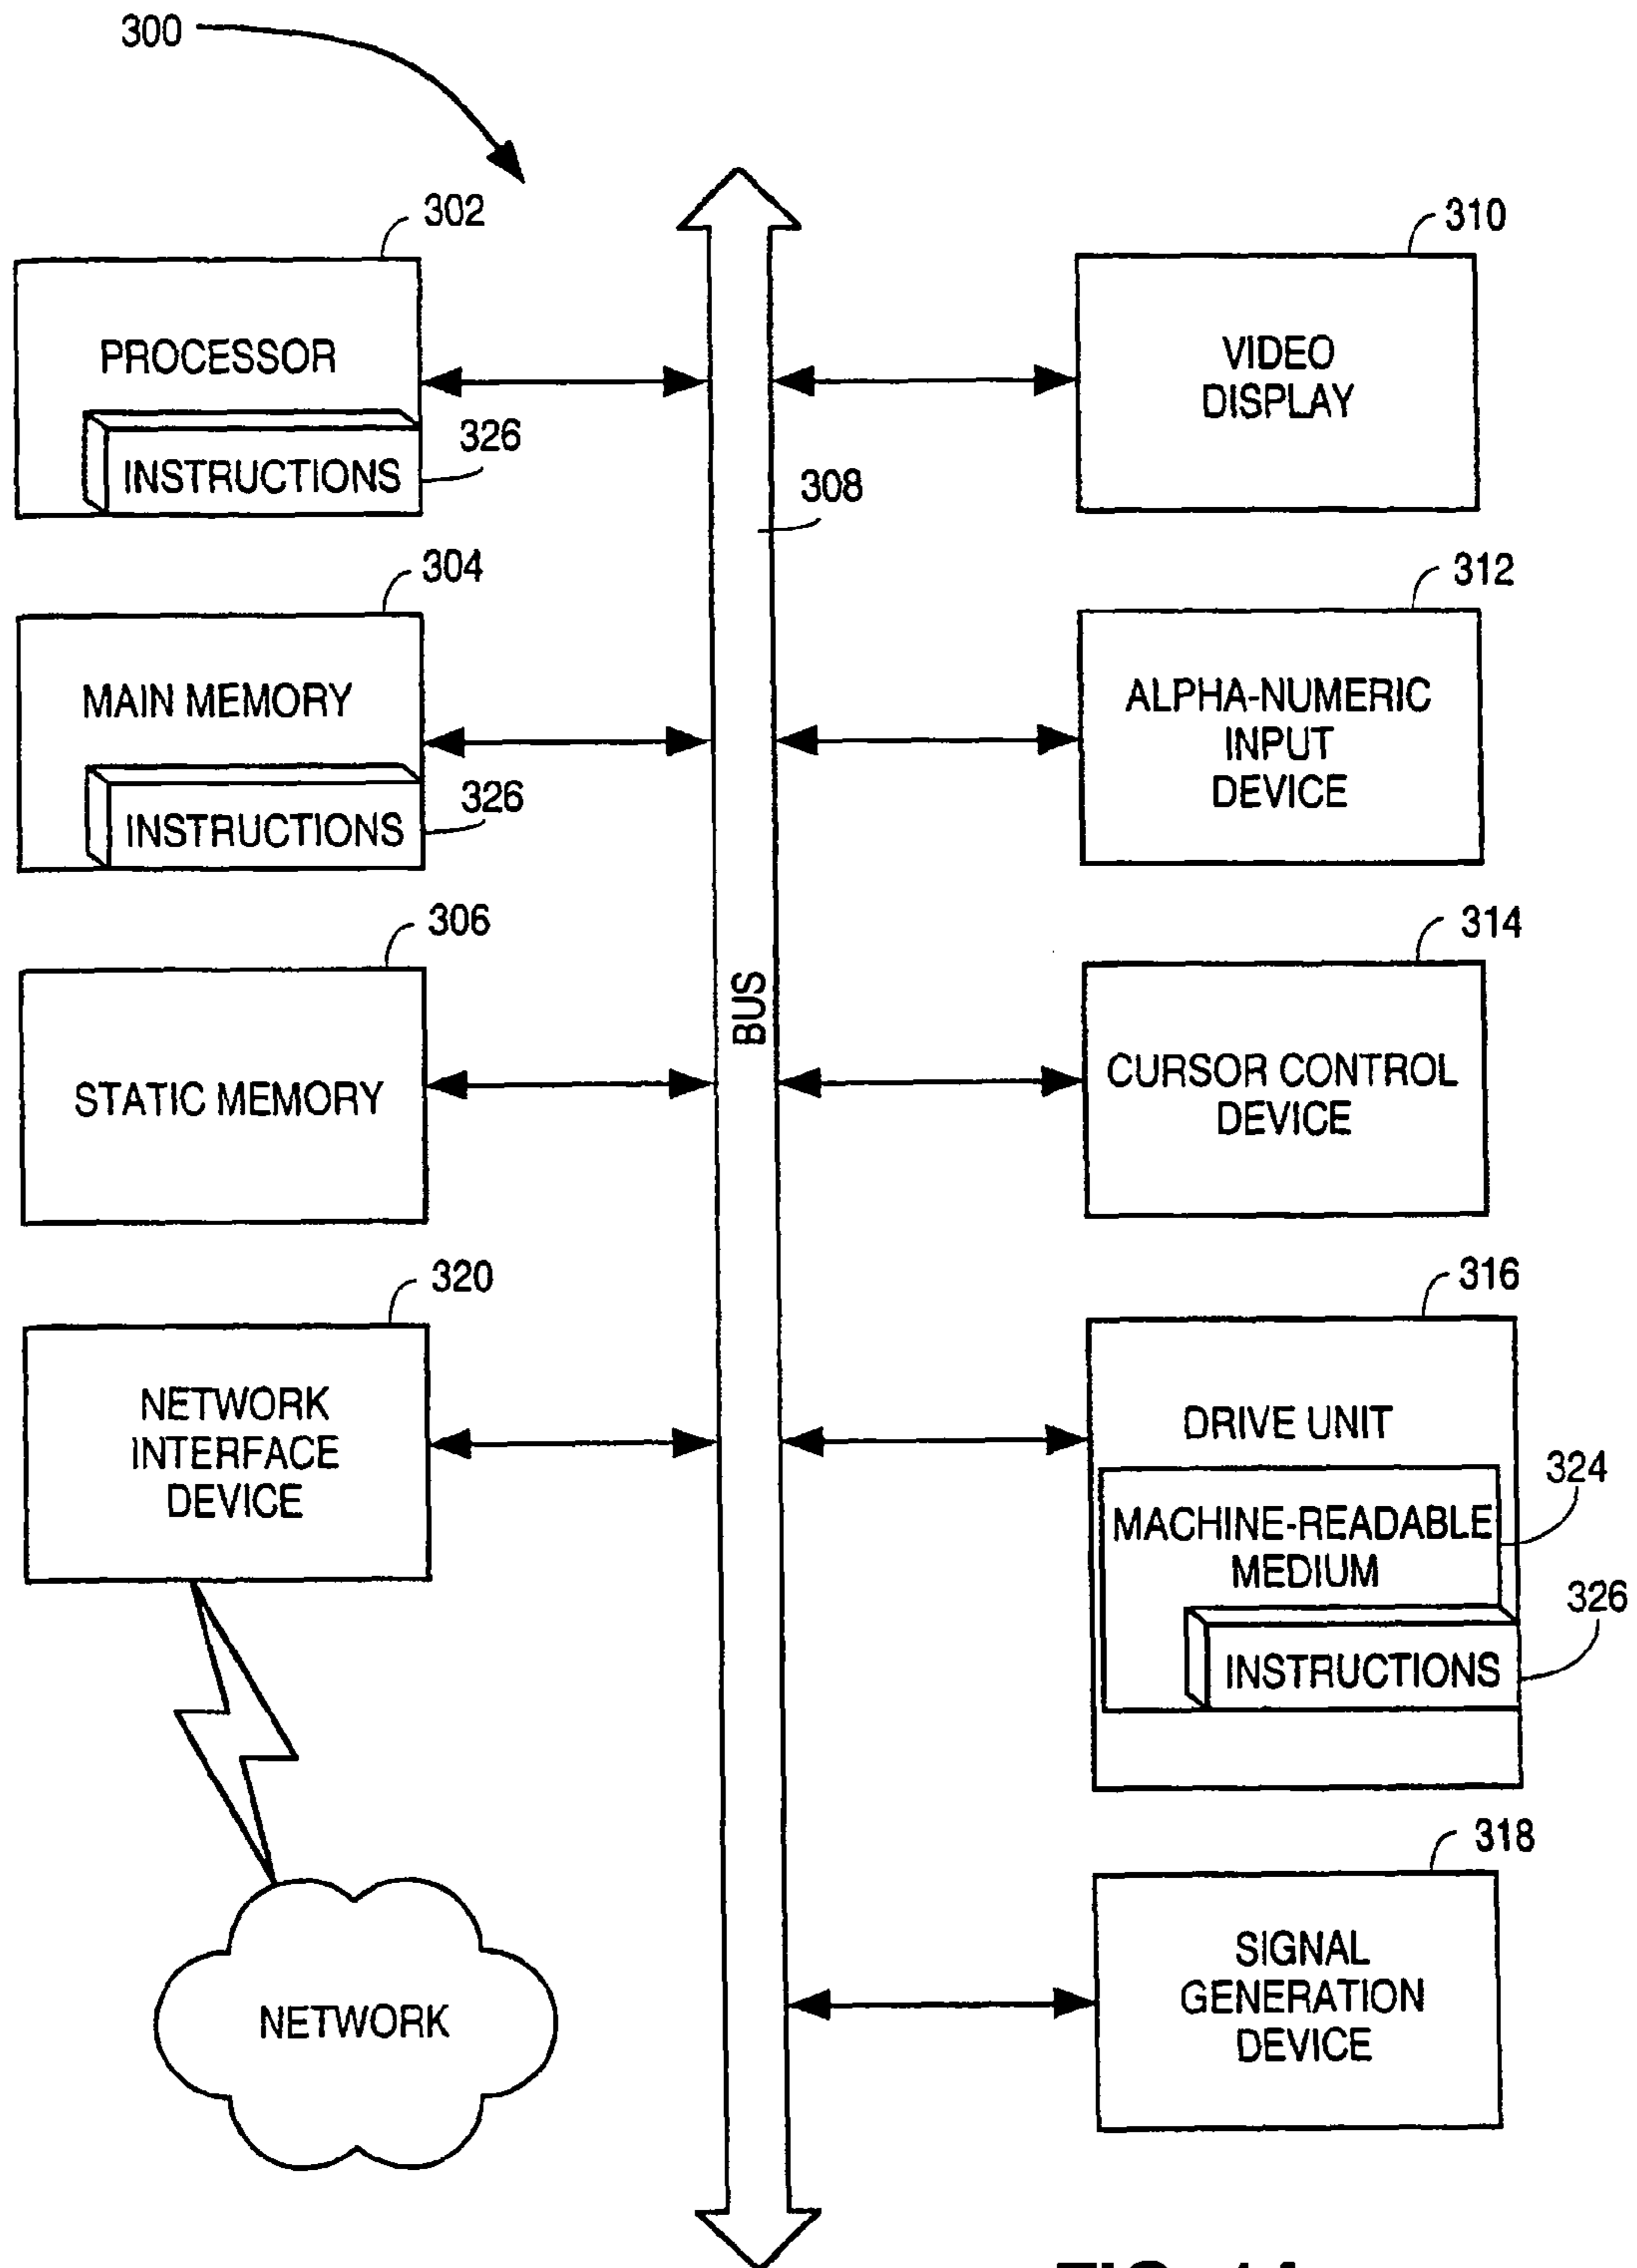 300
302
PROCESSOR
INSTRUCTIONS
326
304
MAIN MEMORY
INSTRUCTIONS
326
306
STATIC MEMORY
320
NETWORK
INTERFACE
DEVICE
NETWORK
308
BUS
310
VIDEO
DISPLAY
312
ALPHA-NUMERIC
INPUT
DEVICE
314
CURSOR CONTROL
DEVICE
316
DRIVE UNIT
324
MACHINE-READABLE
MEDIUM
326
INSTRUCTIONS
318
SIGNAL
GENERATION
DEVICE